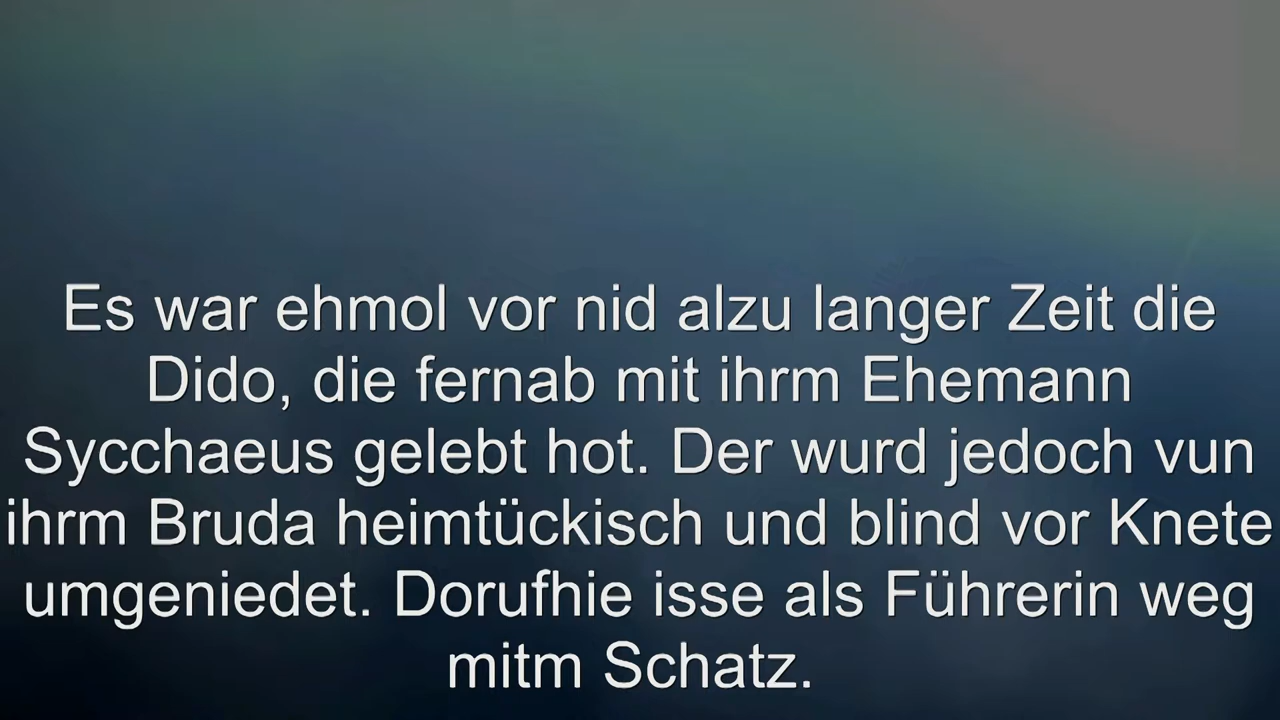 Es war ehmol vor nid alzu langer Zeit die
Dido, die fernab mit ihrm Ehemann
Sycchaeus gelebt hot. Der wurd jedoch vun
ihrm Bruda heimtückisch und blind vor Knete
umgeniedet. Dorufhie isse als Führerin weg
mitm Schatz.